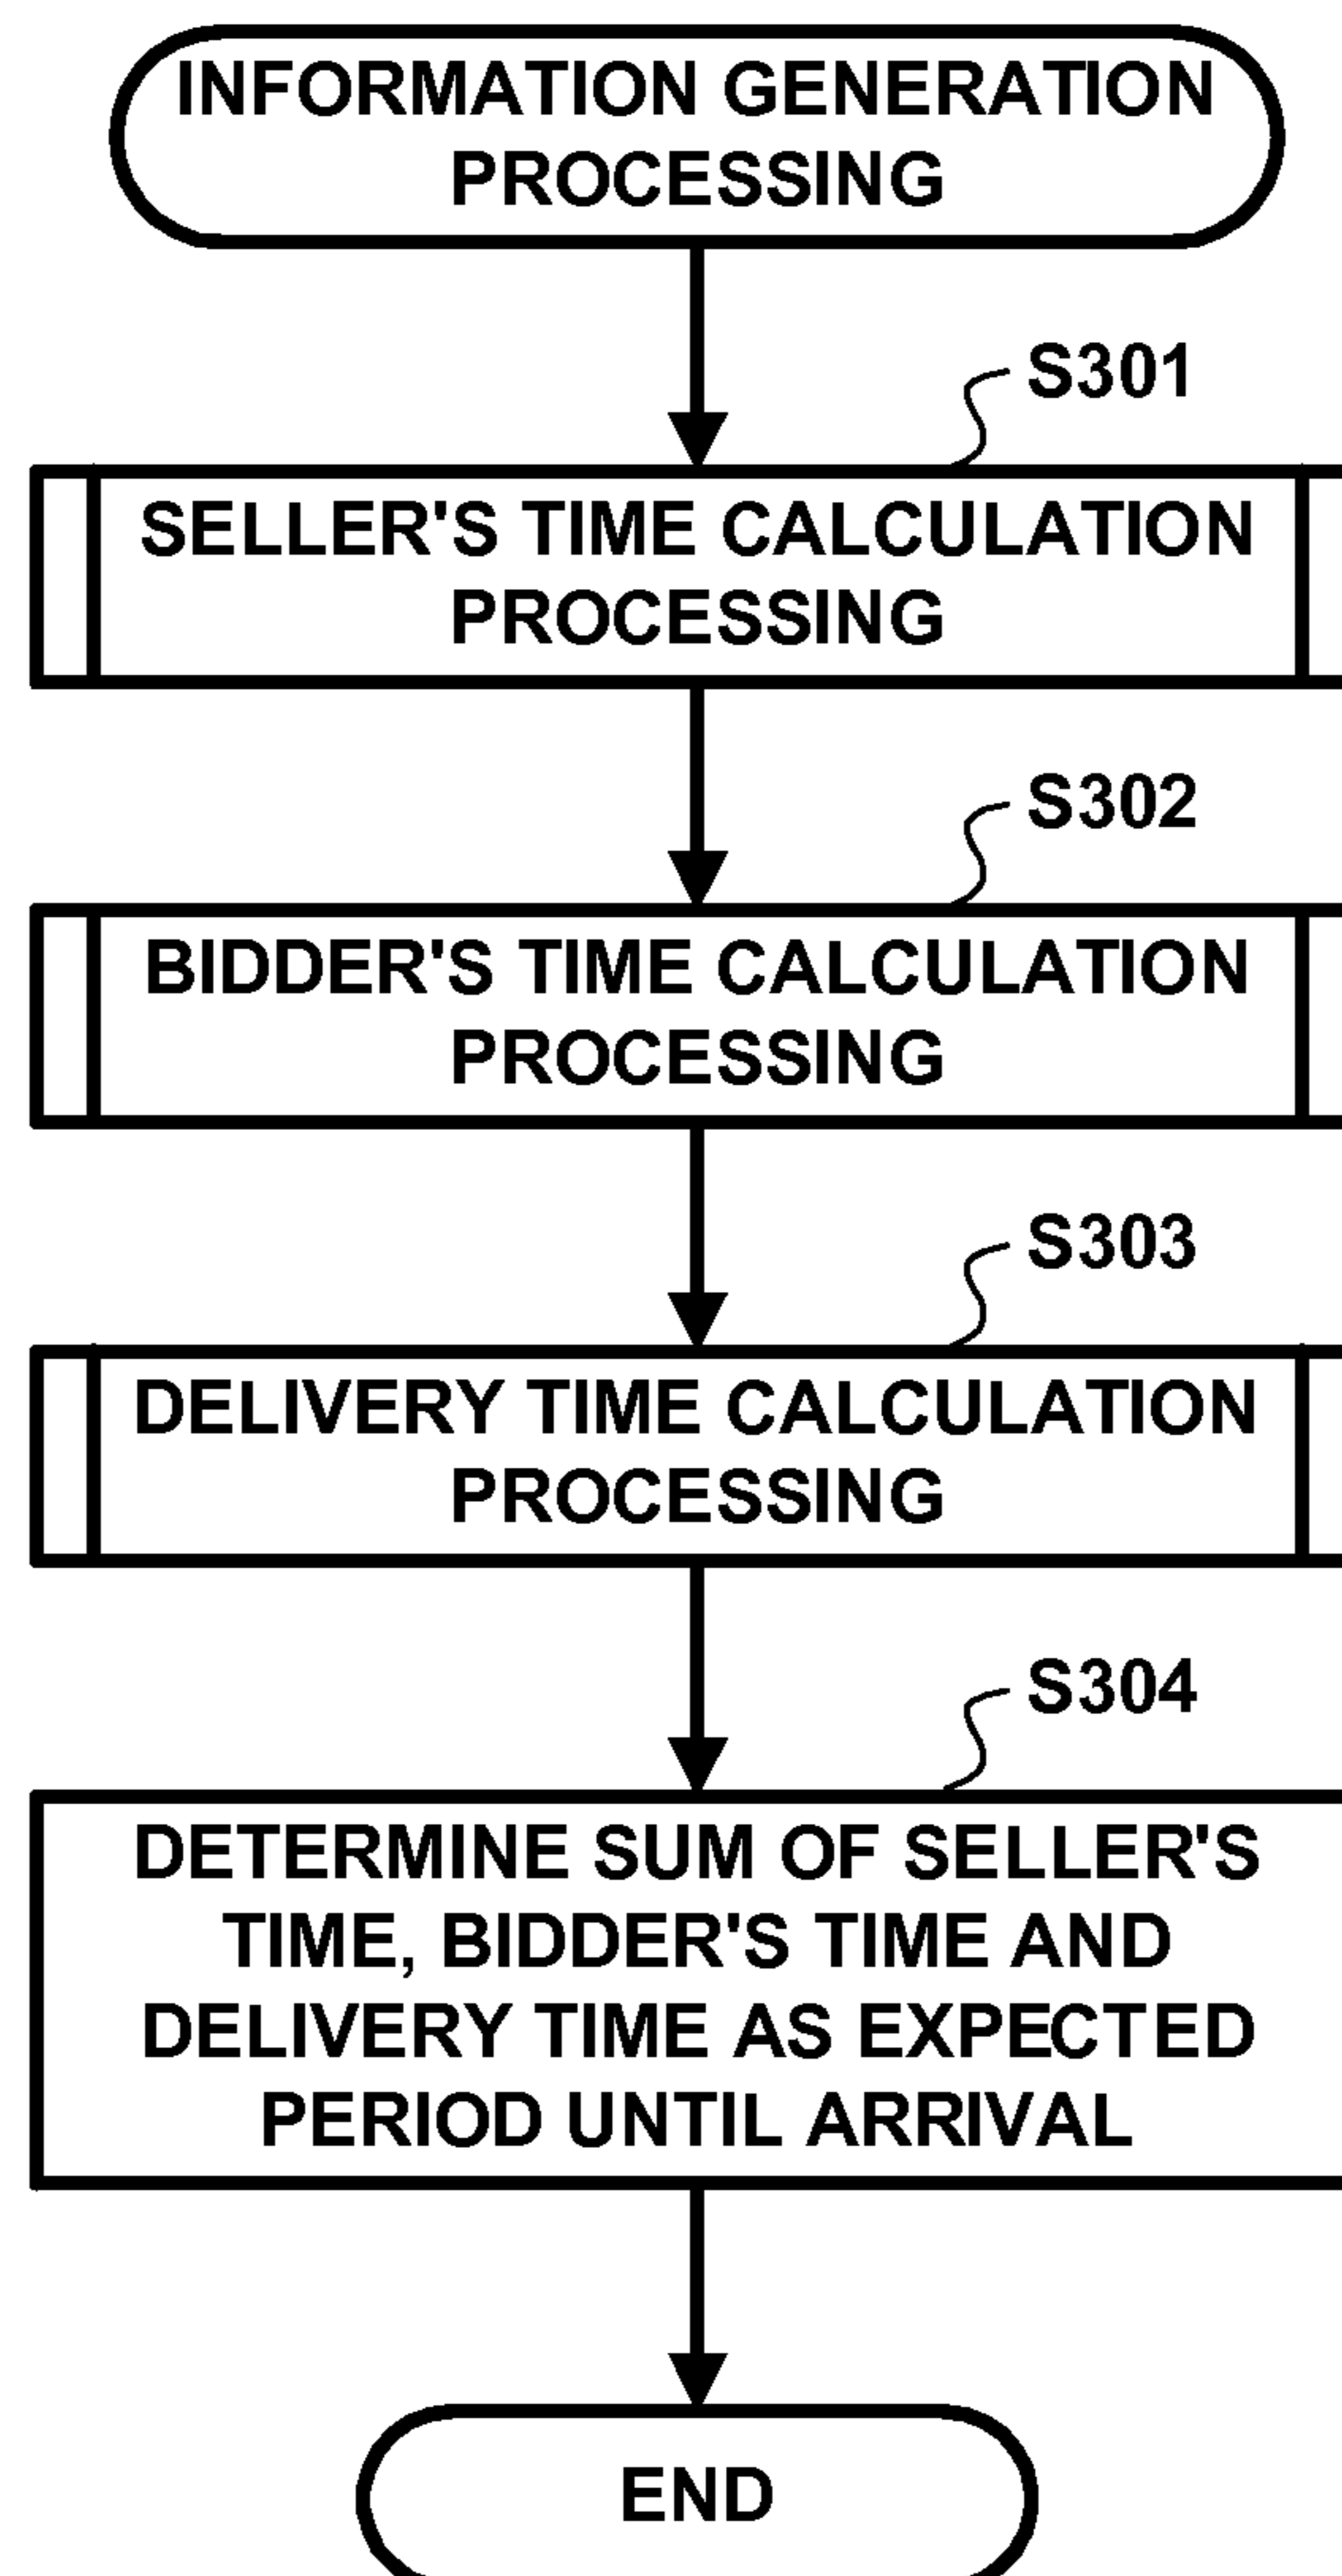 INFORMATION GENERATION
PROCESSING
S301
SELLER'S TIME CALCULATION
PROCESSING
S302
BIDDER'S TIME CALCULATION
PROCESSING
S303
DELIVERY TIME CALCULATION
PROCESSING
S304
DETERMINE SUM OF SELLER'S
TIME, BIDDER'S TIME AND
DELIVERY TIME AS EXPECTED
PERIOD UNTIL ARRIVAL
END